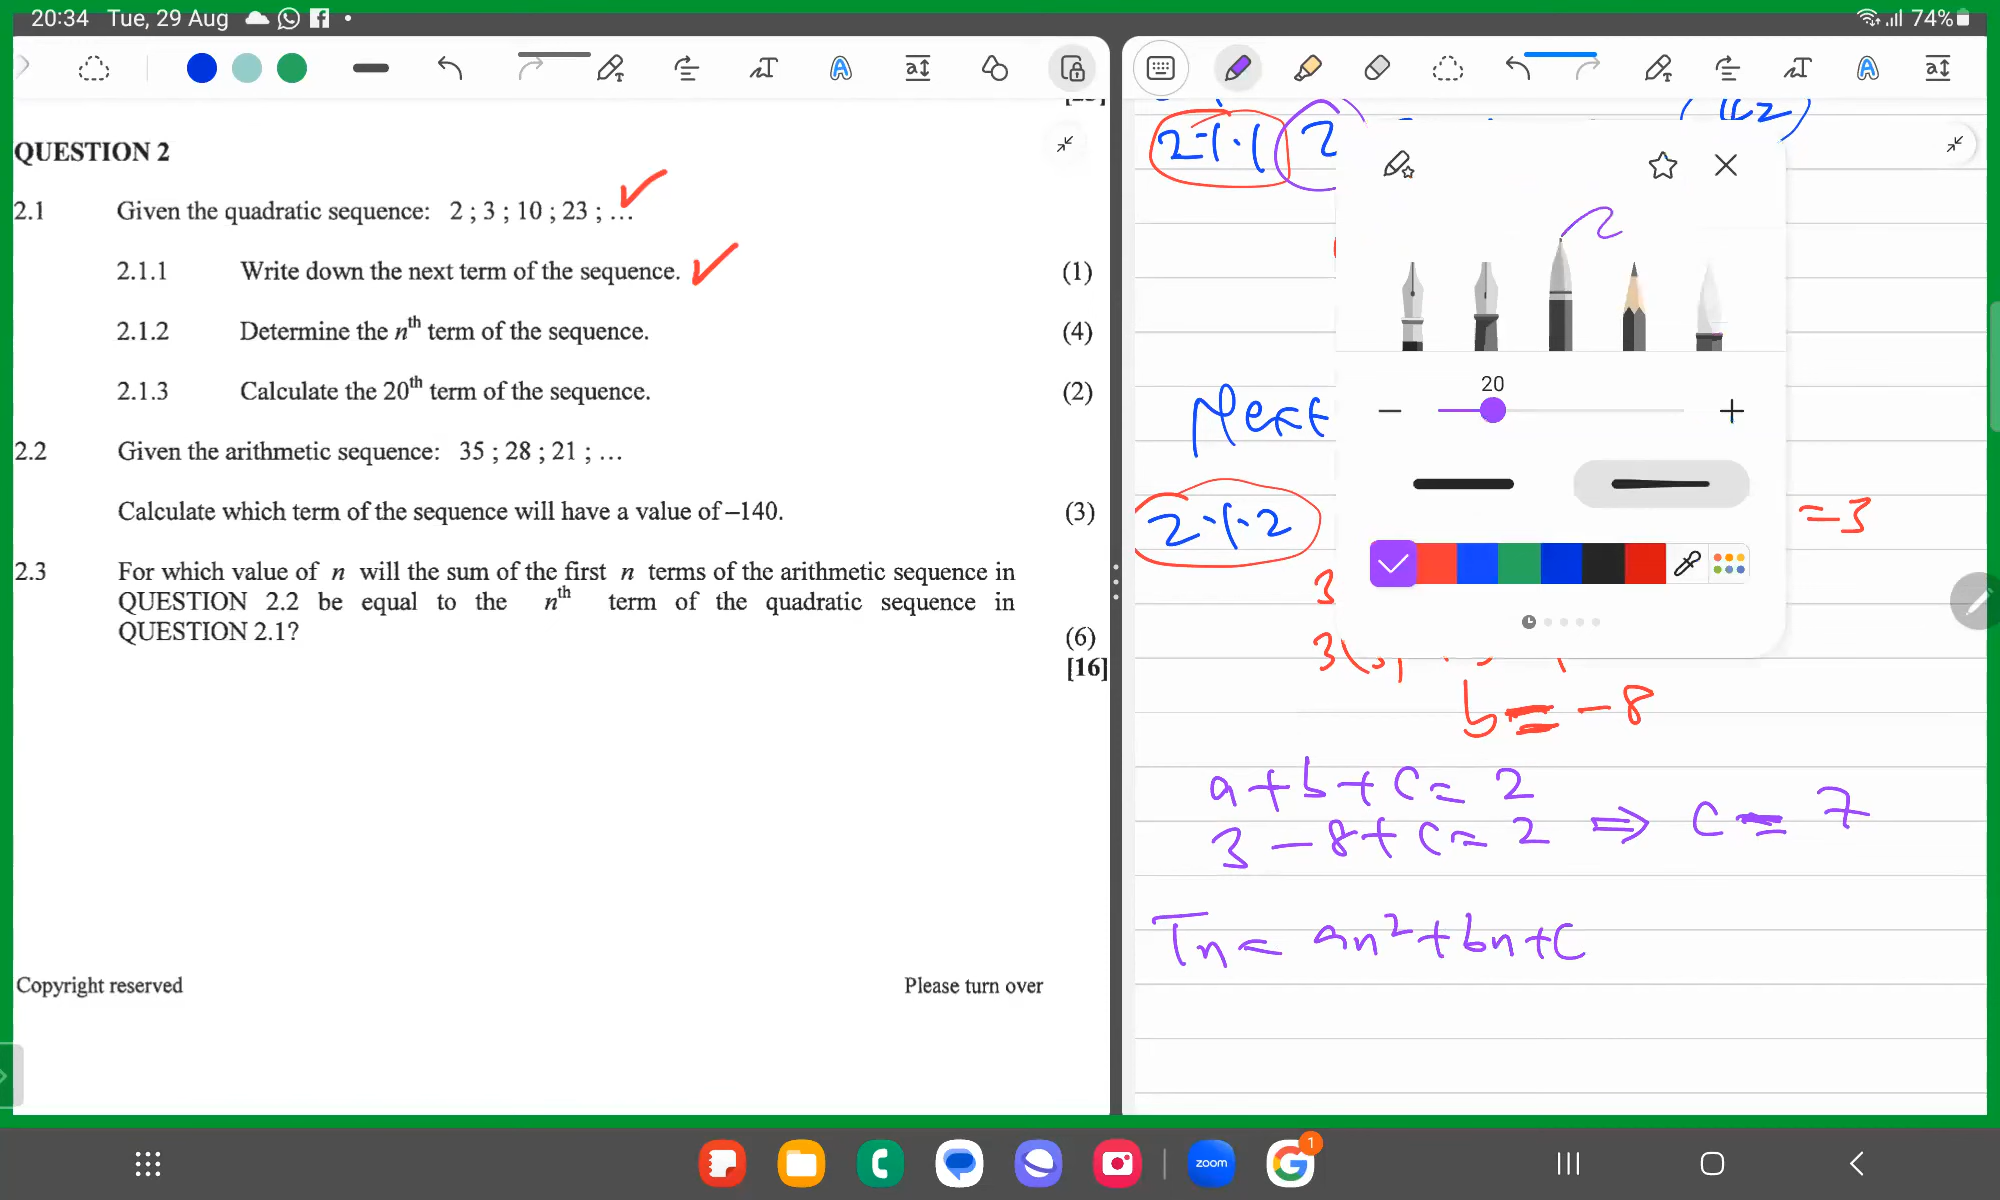 20:34 Tue, 29 Aug
74%
QUESTION 2
2.1 Given the quadratic sequence: 2 ; 3 ; 10 ; 23 ; …
2.1.1 Write down the next term of the sequence. (1)
2.1.2 Determine the nth term of the sequence. (4)
2.1.3 Calculate the 20th term of the sequence. (2)
2.2 Given the arithmetic sequence: 35 ; 28 ; 21 ; …
Calculate which term of the sequence will have a value of –140. (3)
2.3 For which value of n will the sum of the first n terms of the arithmetic sequence in
QUESTION 2.2 be equal to the nth term of the quadratic sequence in
QUESTION 2.1? (6)
[16]
Copyright reserved Please turn over
2.1.1 2
20
Next
2.1.2 = 3
3
3(
b = -8
a + b + c = 2
3 - 8 + c = 2 ⇒ c = 7
Tn = an² + bn + c
zoom
1